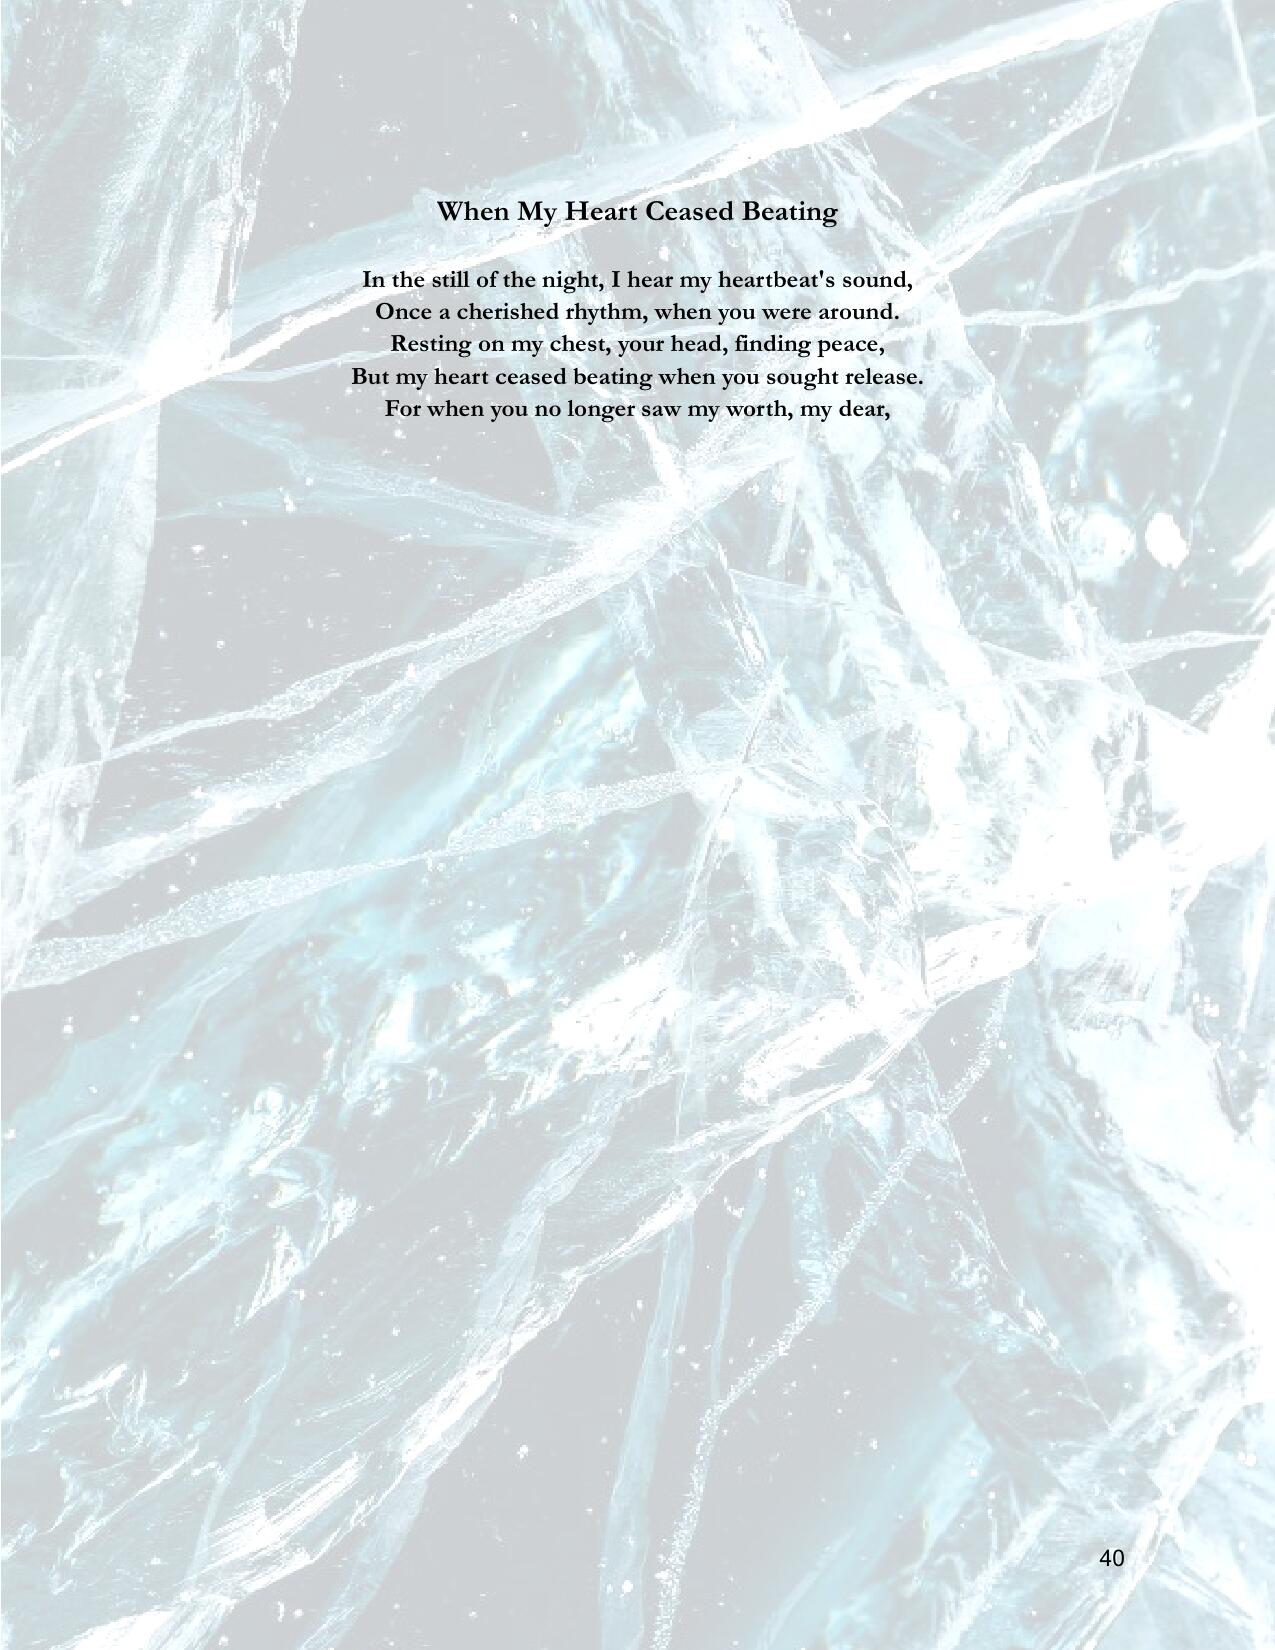 When My Heart Ceased Beating
In the still of the night, I hear my heartbeat's sound,
Once a cherished rhythm, when you were around.
Resting on my chest, your head, finding peace,
But my heart ceased beating when you sought release.
For when you no longer saw my worth, my dear,
40